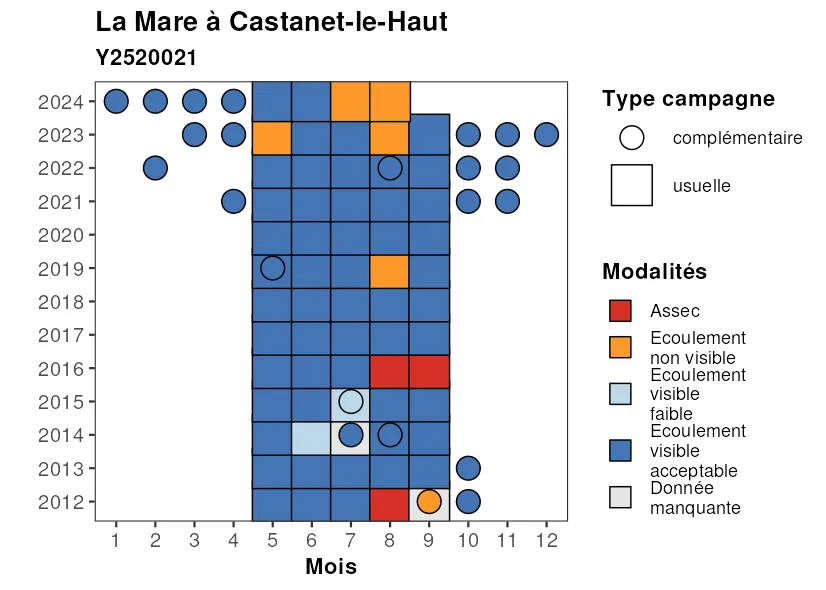 La Mare à Castanet-le-Haut
Y2520021
2024
2023
2022
2021
2020
2019
2018
2017
2016
2015
2014
2013
2012
1 2 3 4 5 6 7 8 9 10 11 12
Mois
Type campagne
complémentaire
usuelle
Modalités
Assec
Ecoulement
non visible
Ecoulement
visible
faible
Ecoulement
visible
acceptable
Donnée
manquante